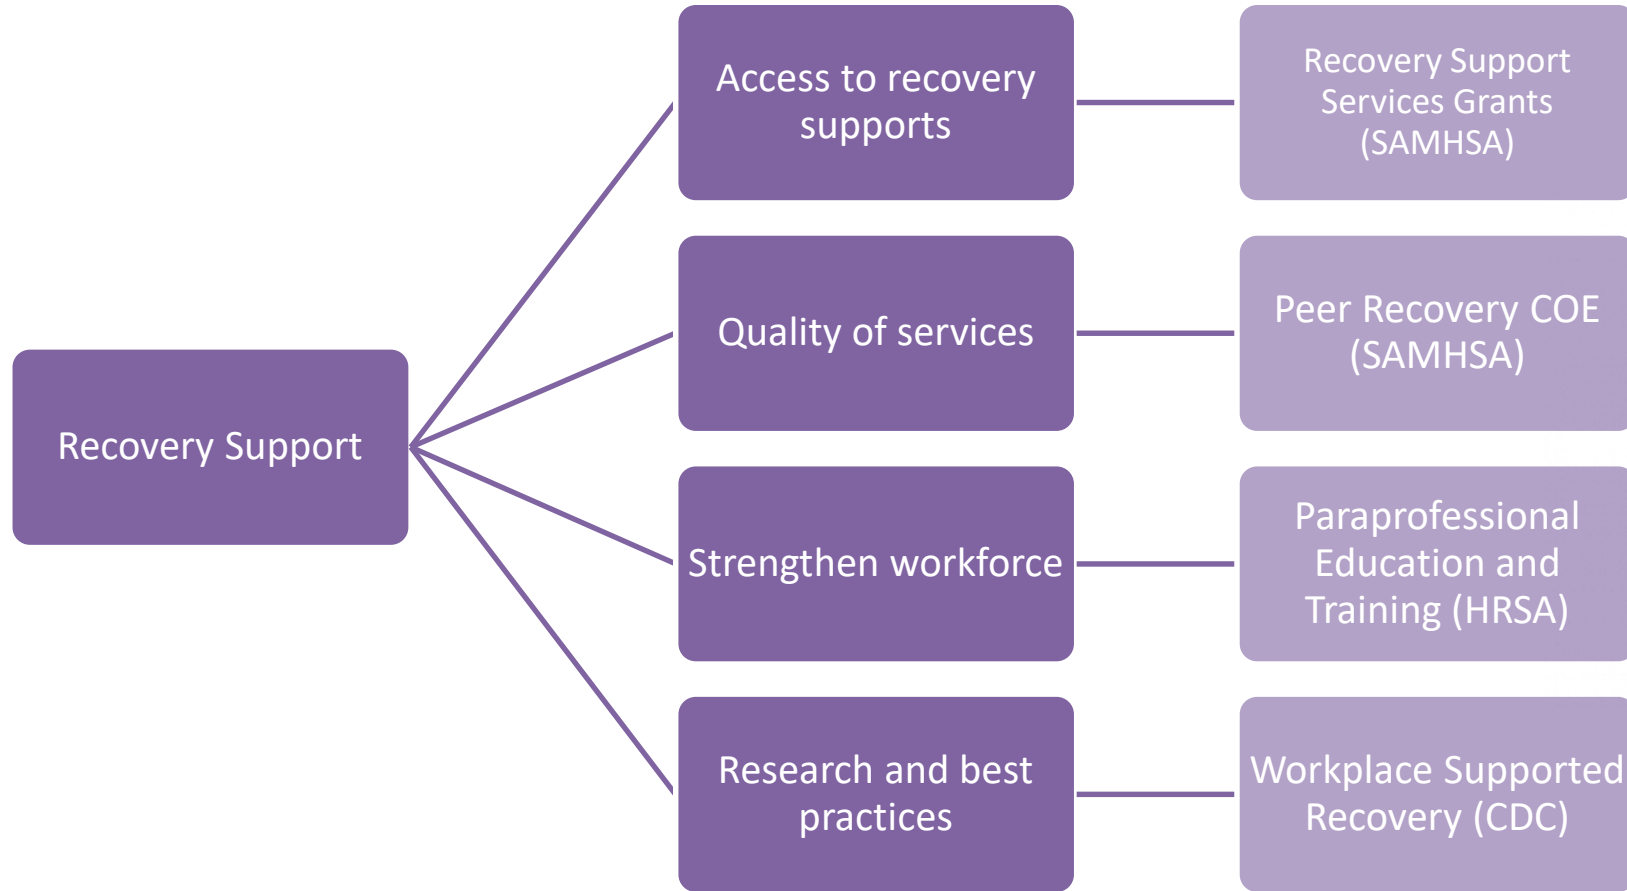 Recovery Support
Access to recovery
supports
Recovery Support
Services Grants
(SAMHSA)
Quality of services
Peer Recovery COE
(SAMHSA)
Strengthen workforce
Paraprofessional
Education and
Training (HRSA)
Research and best
practices
Workplace Supported
Recovery (CDC)